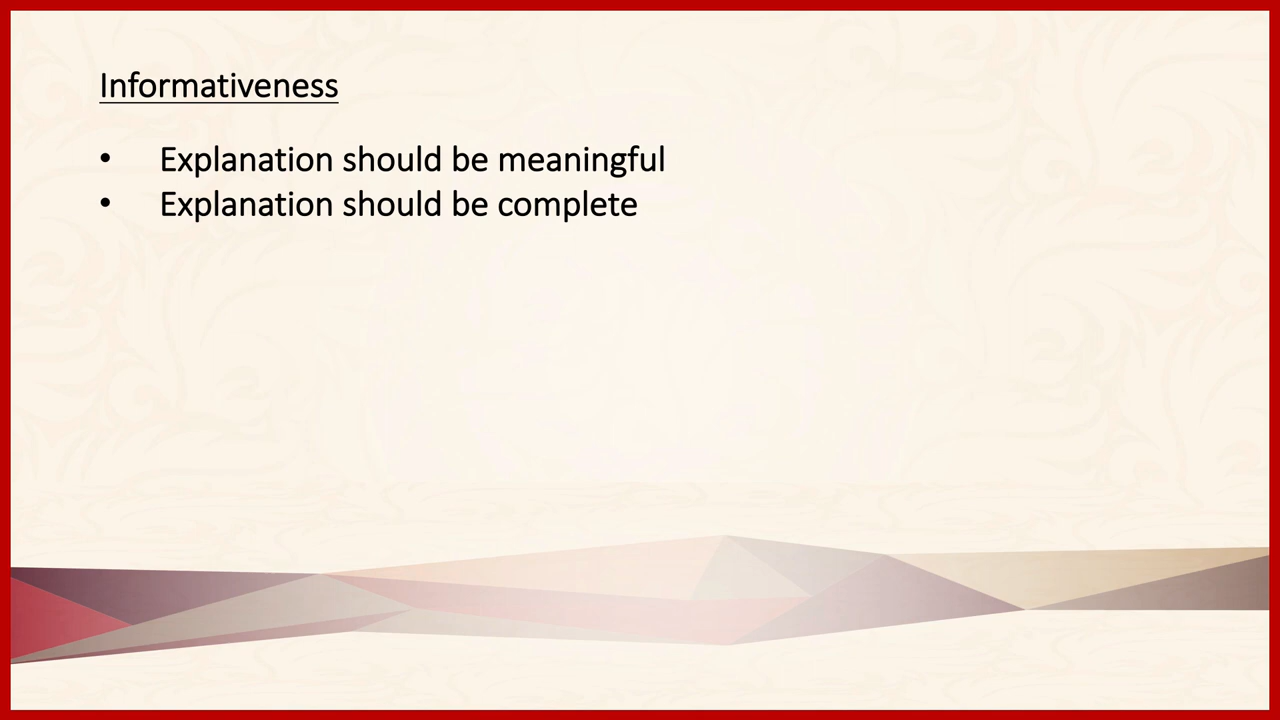 Informativeness
• Explanation should be meaningful
• Explanation should be complete